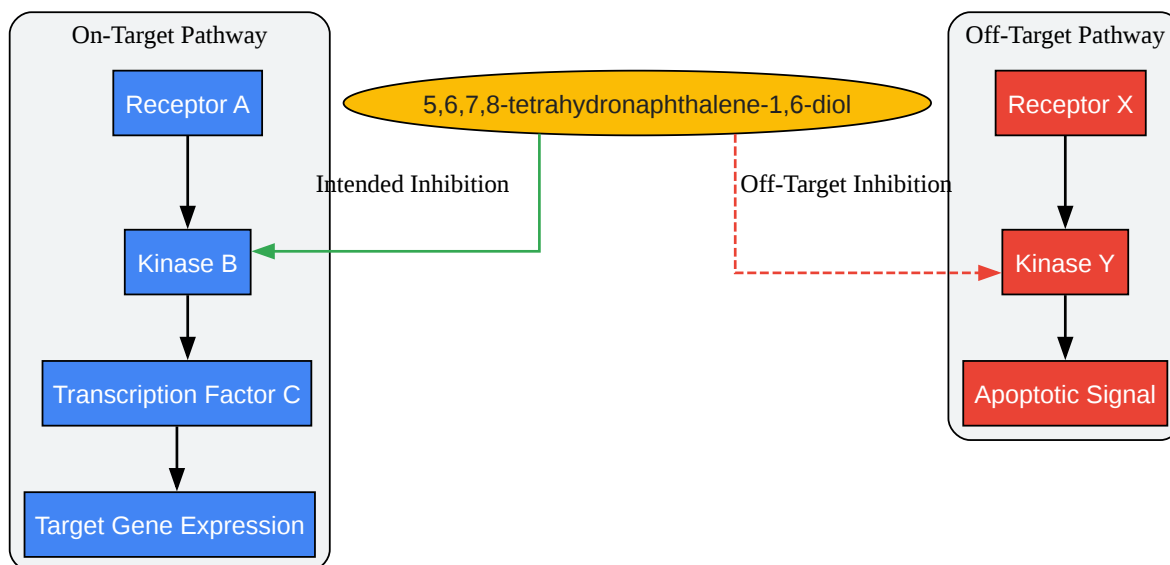 On-Target Pathway
Receptor A
Kinase B
Transcription Factor C
Target Gene Expression
5,6,7,8-tetrahydronaphthalene-1,6-diol
Intended Inhibition
Off-Target Inhibition
Off-Target Pathway
Receptor X
Kinase Y
Apoptotic Signal